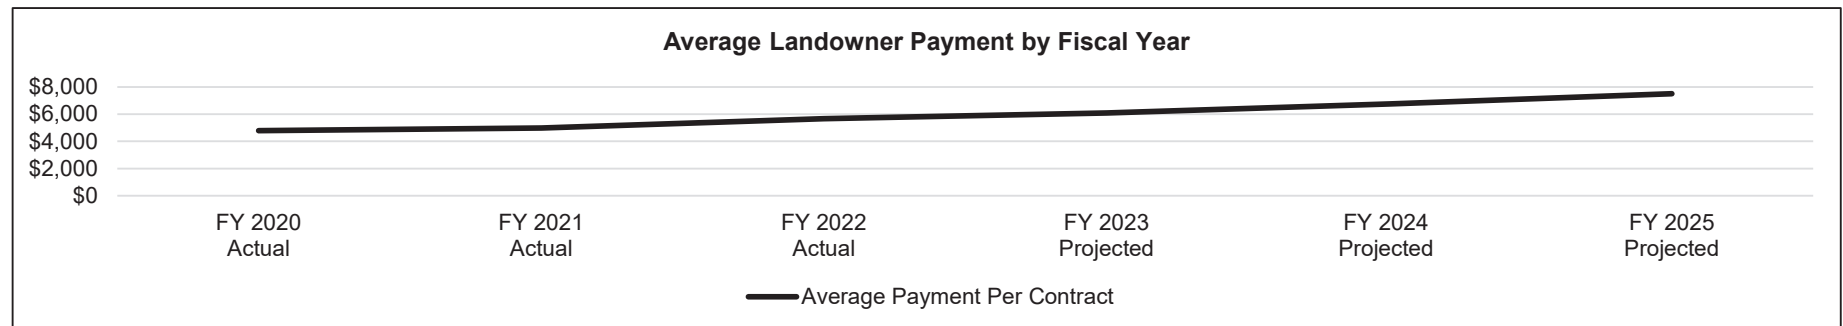 Average Landowner Payment by Fiscal Year
$8,000
$6,000
$4,000
$2,000
$0
FY 2020 FY 2021 FY 2022 FY 2023 FY 2024 FY 2025
Actual Actual Actual Projected Projected Projected
Average Payment Per Contract